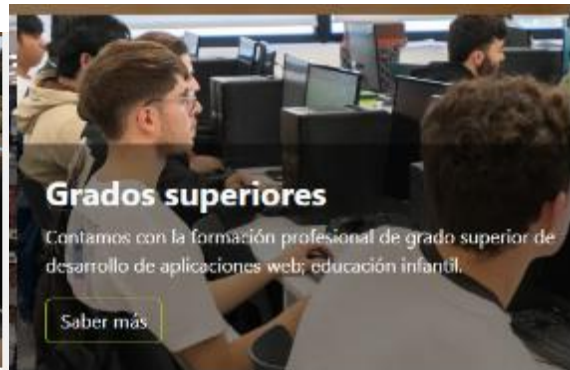 Grados superiores
Contamos con la formación profesional de grado superior de
desarrollo de aplicaciones web; educación infantil.
Saber más